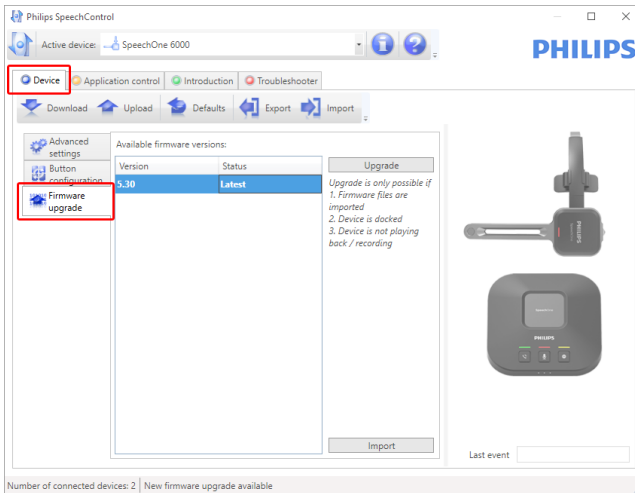 Philips SpeechControl
Active device: SpeechOne 6000
PHILIPS
Device Application control Introduction Troubleshooter
Download Upload Defaults Export Import
Advanced
settings
Button
configuration
Firmware
upgrade
Available firmware versions:
Version Status
5.30 Latest
Upgrade
Upgrade is only possible if
1. Firmware files are
imported
2. Device is docked
3. Device is not playing
back / recording
Import
PHILIPS
PHILIPS
Last event
Number of connected devices: 2 New firmware upgrade available